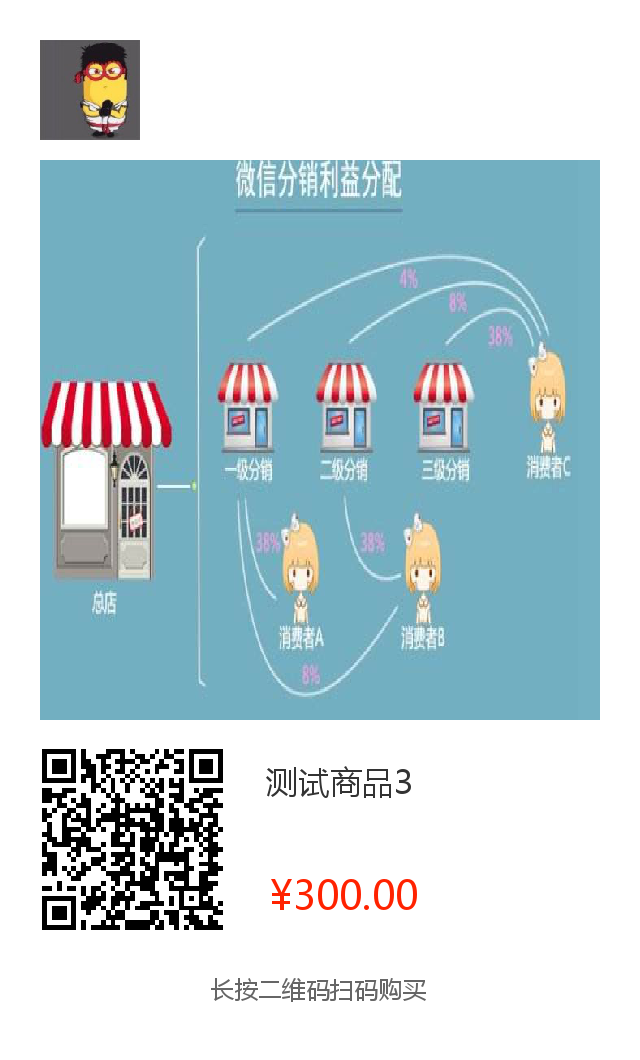 微信分销利益分配
4%
8%
38%
一级分销
二级分销
三级分销
消费者C
38%
38%
总店
消费者A
消费者B
8%
测试商品3
¥300.00
长按二维码扫码购买